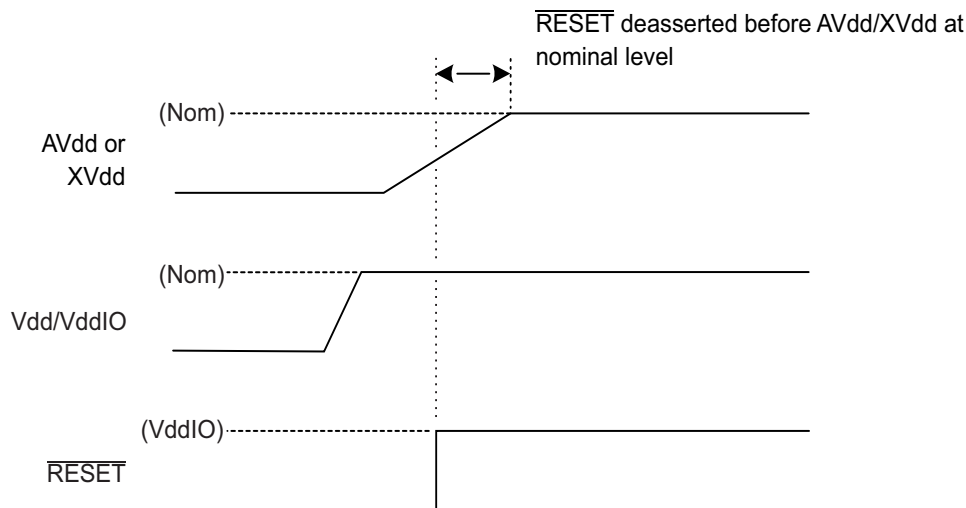 RESET deasserted before AVdd/XVdd at
nominal level
(Nom)
AVdd or
XVdd
(Nom)
Vdd/VddIO
(VddIO)
RESET